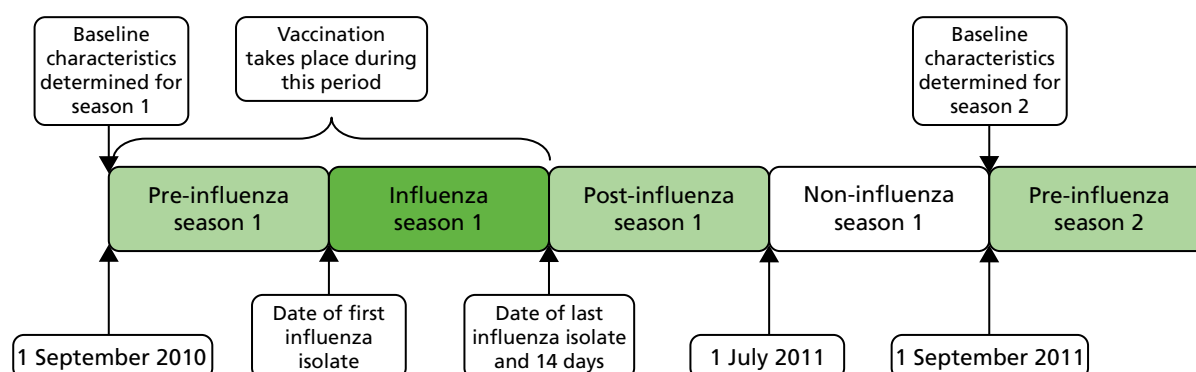 Baseline
characteristics
determined for
season 1
Vaccination
takes place during
this period
Baseline
characteristics
determined for
season 2
Pre-influenza
season 1
Influenza
season 1
Post-influenza
season 1
Non-influenza
season 1
Pre-influenza
season 2
1 September 2010
Date of first
influenza
isolate
Date of last
influenza isolate
and 14 days
1 July 2011
1 September 2011